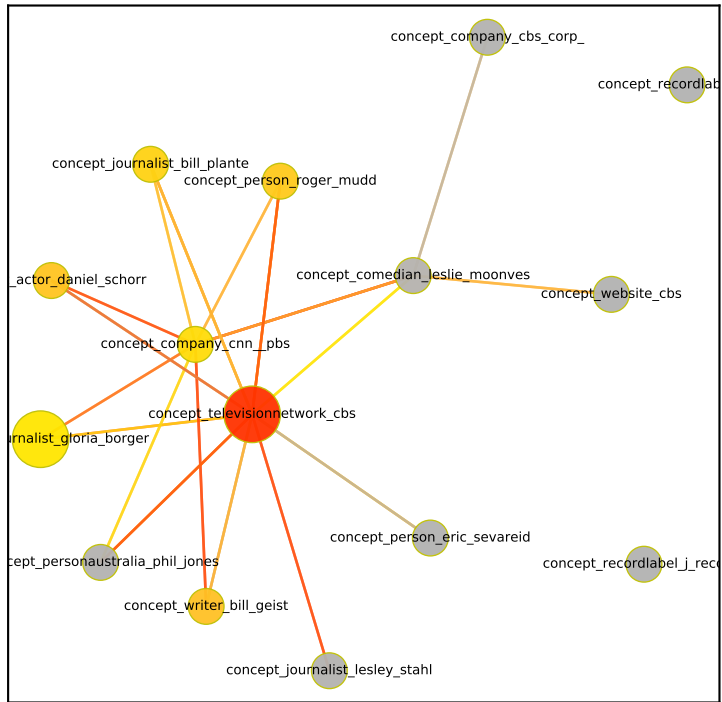 concept_company_cbs_corp_
concept_recordlab
concept_journalist_bill_plante
concept_person_roger_mudd
_actor_daniel_schorr
concept_comedian_leslie_moonves
concept_website_cbs
concept_company_cnn__pbs
concept_televisionnetwork_cbs
urnalist_gloria_borger
concept_person_eric_sevareid
cept_personaustralia_phil_jones
concept_recordlabel_j_reco
concept_writer_bill_geist
concept_journalist_lesley_stahl